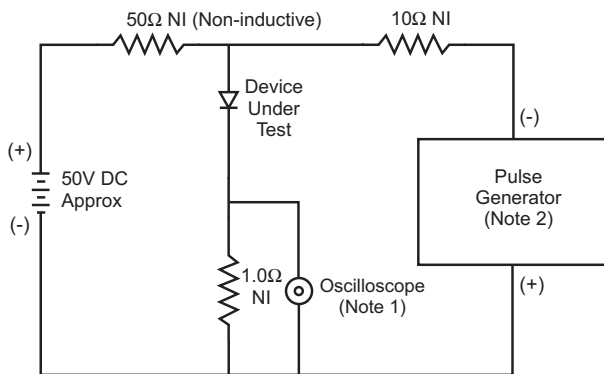 50Ω NI (Non-inductive)
10Ω NI
Device
Under
Test
(-)
(+)
50V DC
Approx
(-)
Pulse
Generator
(Note 2)
1.0Ω
NI
Oscilloscope
(Note 1)
(+)